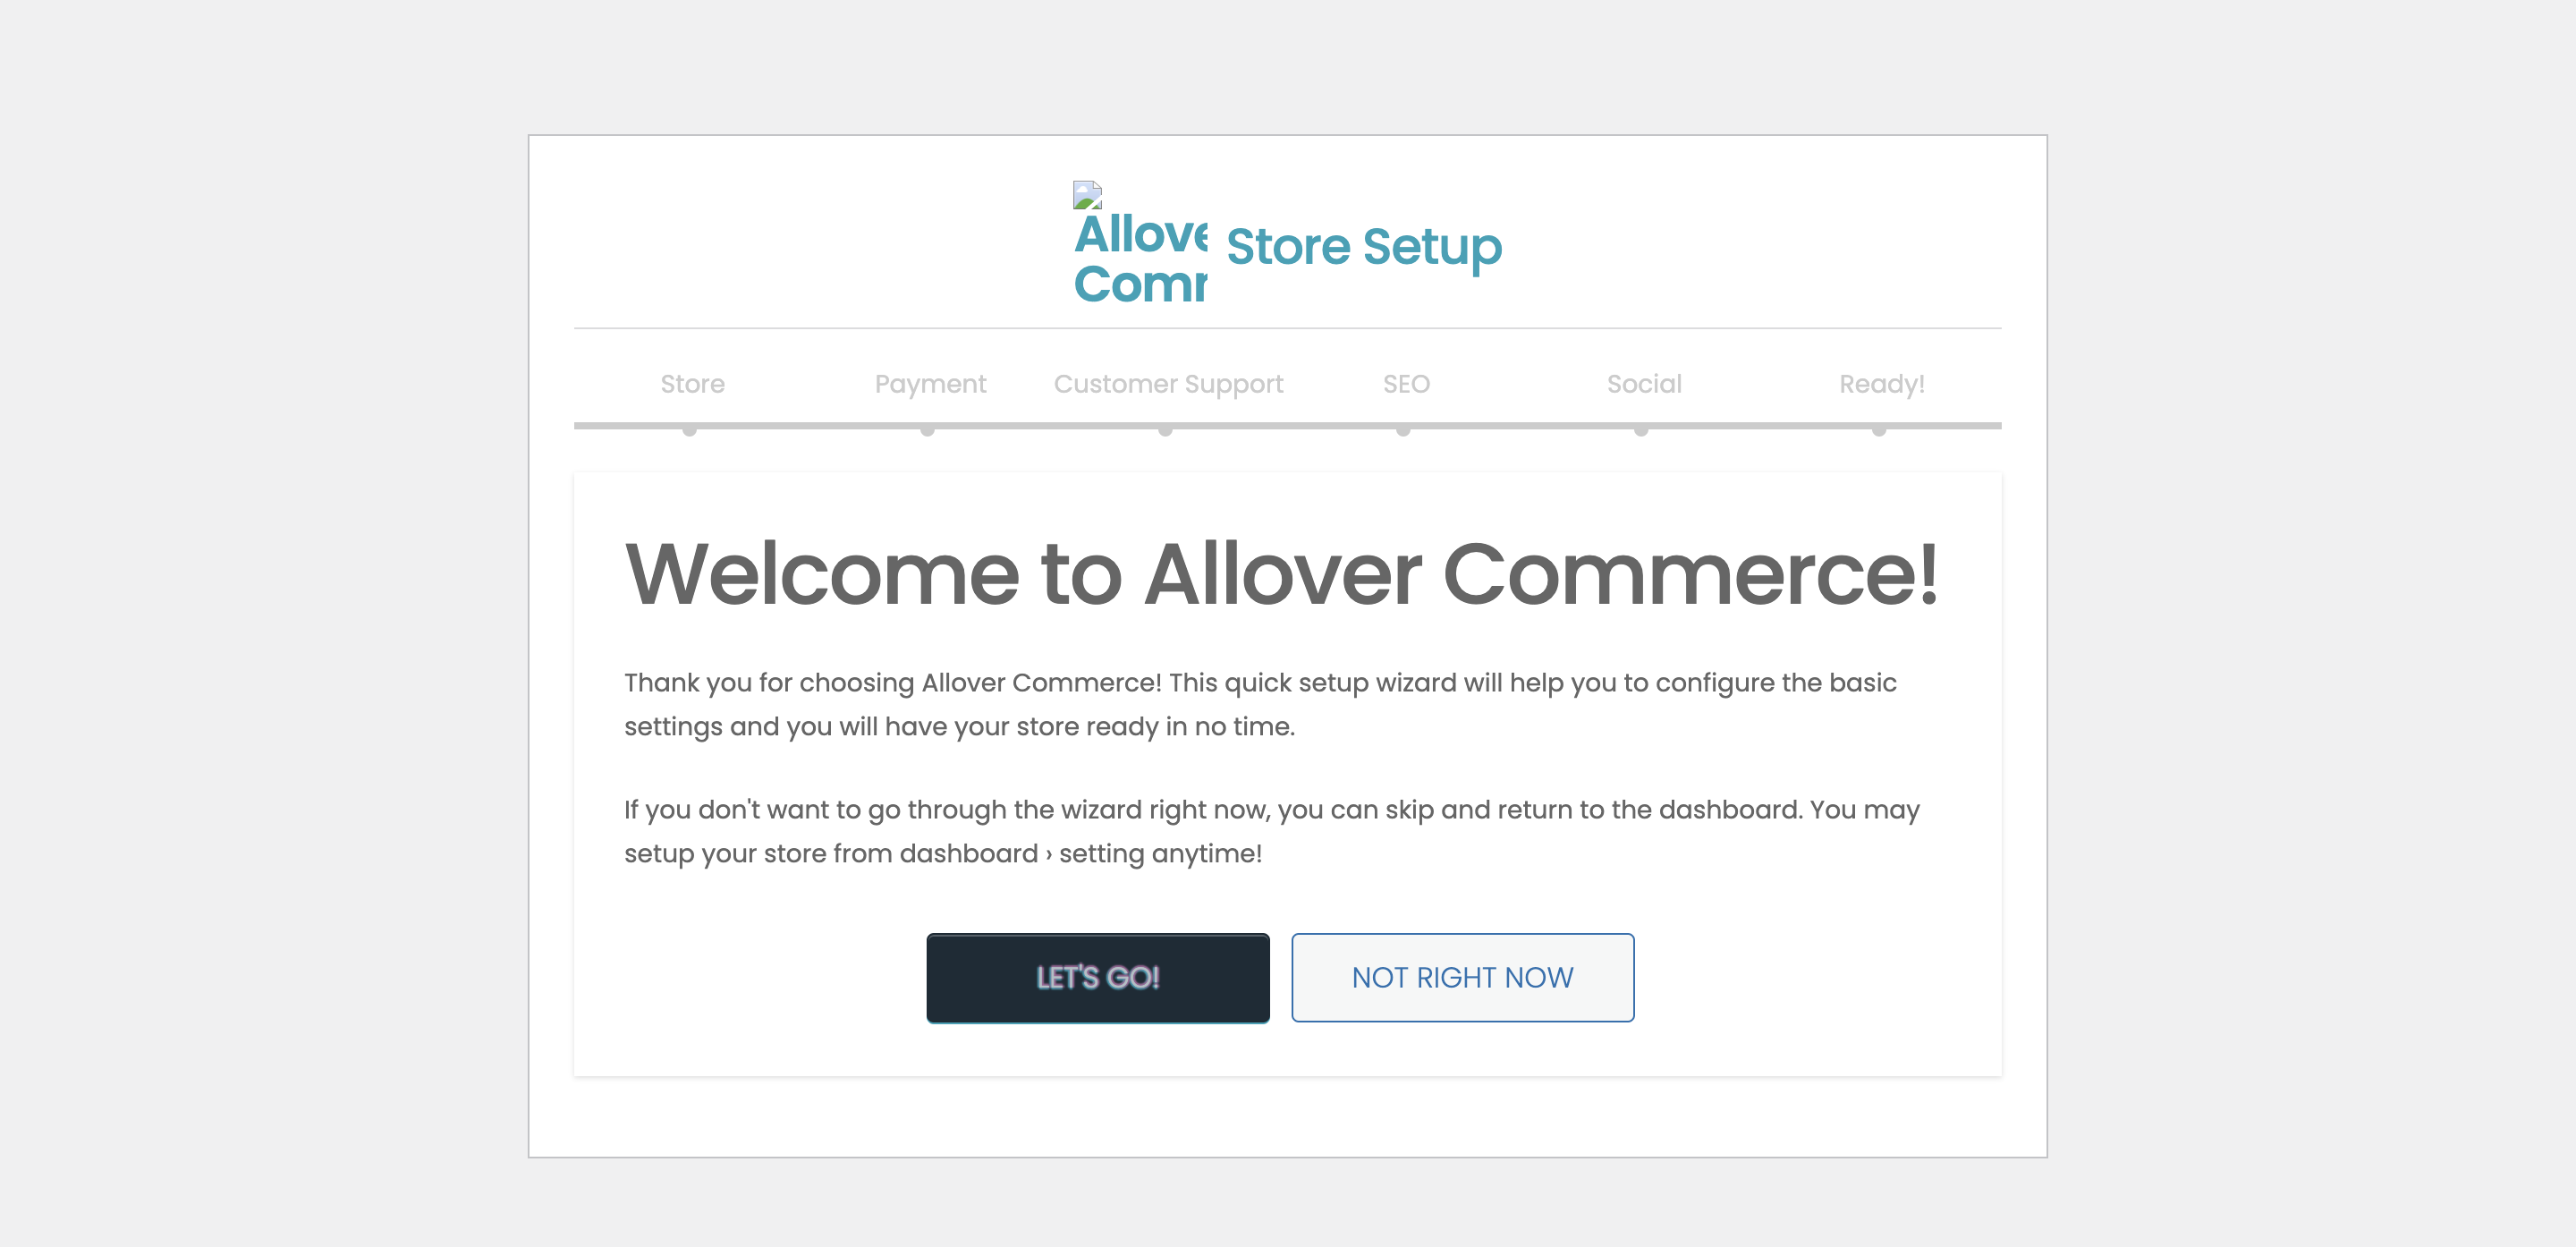 Allove
Comm
Store Setup
Store Payment Customer Support SEO Social Ready!
Welcome to Allover Commerce!
Thank you for choosing Allover Commerce! This quick setup wizard will help you to configure the basic
settings and you will have your store ready in no time.
If you don't want to go through the wizard right now, you can skip and return to the dashboard. You may
setup your store from dashboard › setting anytime!
LET'S GO! NOT RIGHT NOW